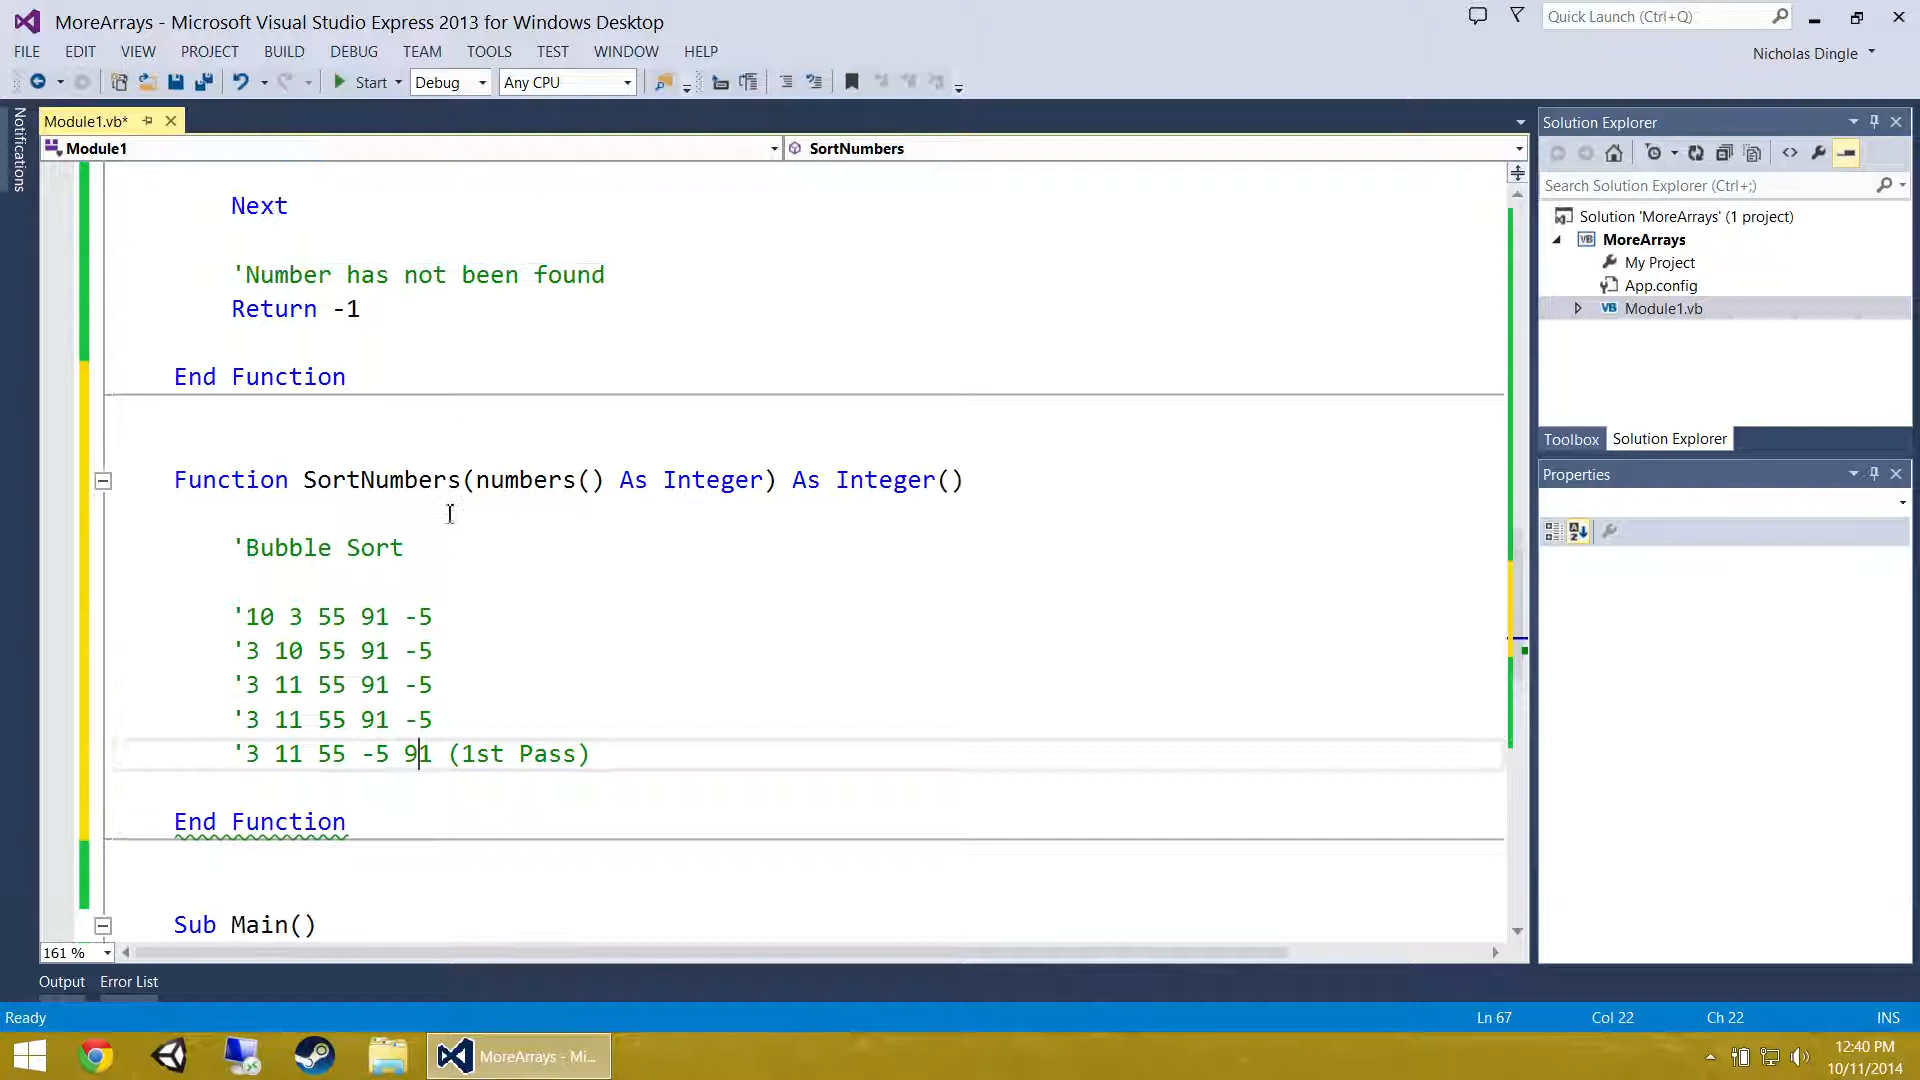 MoreArrays - Microsoft Visual Studio Express 2013 for Windows Desktop
Quick Launch (Ctrl+Q)
FILE EDIT VIEW PROJECT BUILD DEBUG TEAM TOOLS TEST WINDOW HELP
Nicholas Dingle
Start Debug Any CPU
Notifications
Module1.vb*
Module1
SortNumbers
Next
'Number has not been found
Return -1
End Function
Function SortNumbers(numbers() As Integer) As Integer()
'Bubble Sort
'10 3 55 91 -5
'3 10 55 91 -5
'3 11 55 91 -5
'3 11 55 91 -5
'3 11 55 -5 91 (1st Pass)
End Function
Sub Main()
161 %
Solution Explorer
Search Solution Explorer (Ctrl+;)
Solution 'MoreArrays' (1 project)
VB MoreArrays
My Project
App.config
VB Module1.vb
Toolbox Solution Explorer
Properties
Output Error List
Ready
Ln 67 Col 22 Ch 22 INS
MoreArrays - Mi...
12:40 PM
10/11/2014